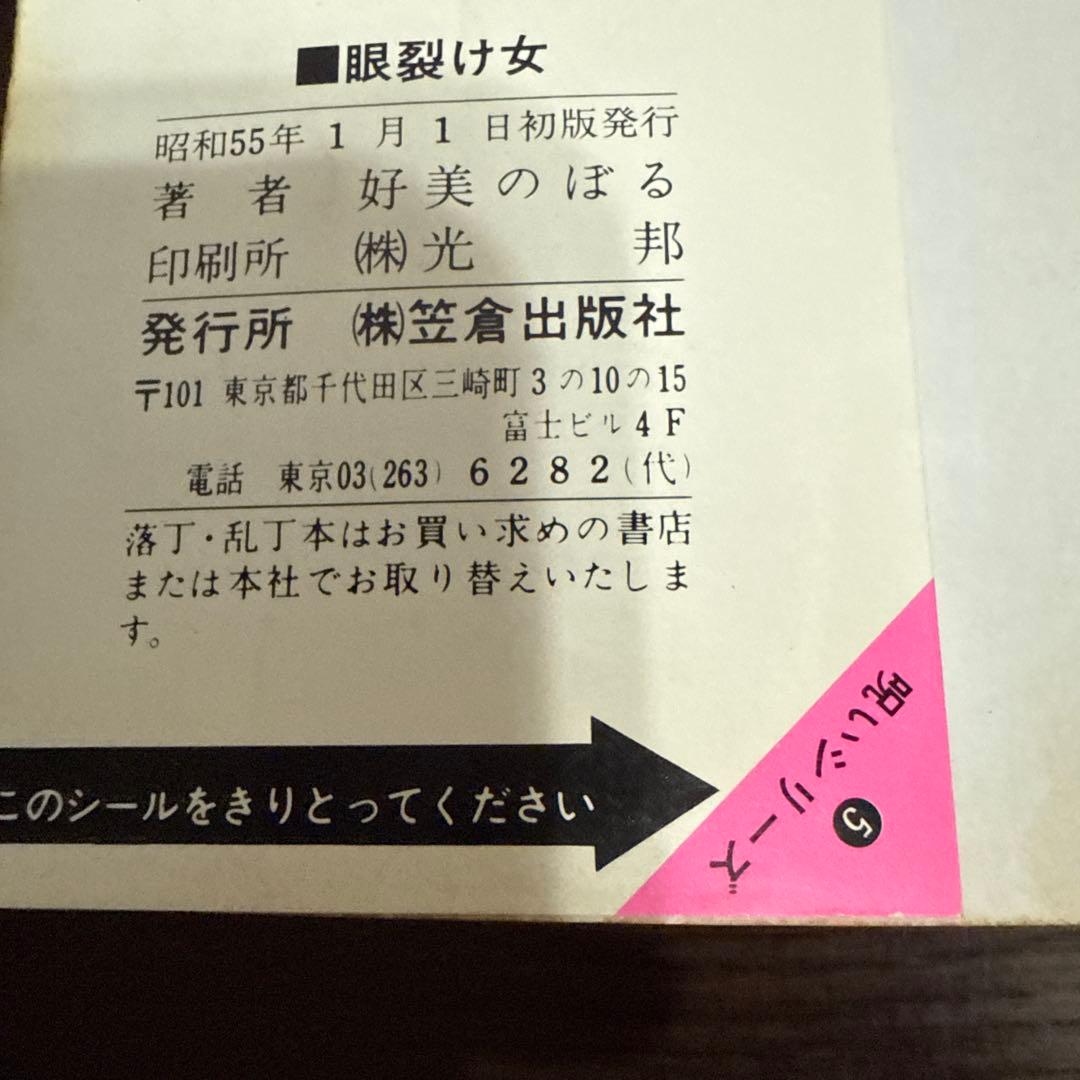 ■眼裂け女
昭和55年1月1日初版発行
著者 好美のぼる
印刷所 ㈱光邦
発行所 ㈱笠倉出版社
〒101 東京都千代田区三崎町3の10の15
富士ビル4F
電話 東京03(263)6282(代)
落丁・乱丁本はお買い求めの書店
または本社でお取り替えいたしま
す。
このシールをきりとってください
呪いシリーズ
5